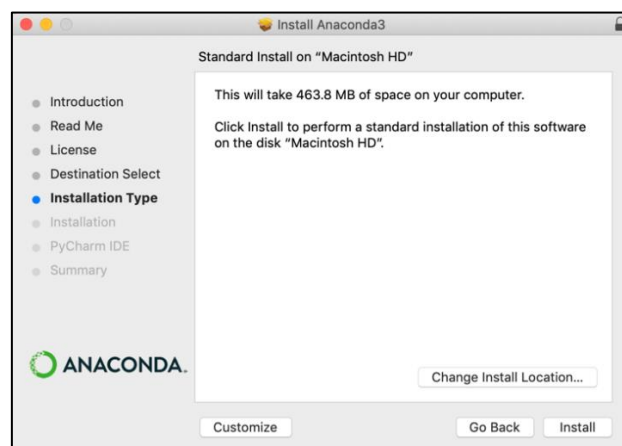 Install Anaconda3
Standard Install on “Macintosh HD”
Introduction
Read Me
License
Destination Select
Installation Type
Installation
PyCharm IDE
Summary
This will take 463.8 MB of space on your computer.
Click Install to perform a standard installation of this software
on the disk “Macintosh HD”.
ANACONDA.
Change Install Location...
Customize
Go Back
Install